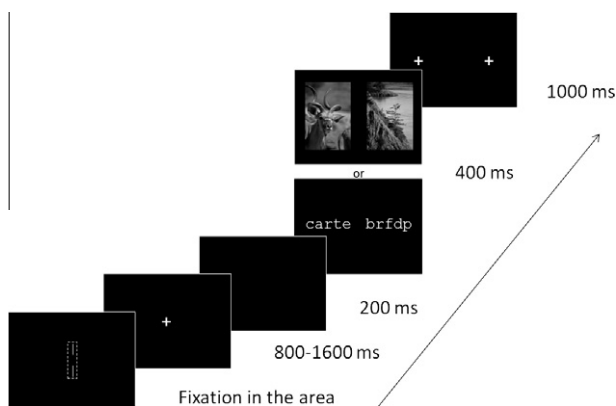 1000 ms
or
400 ms
carte brfdp
200 ms
800-1600 ms
Fixation in the area